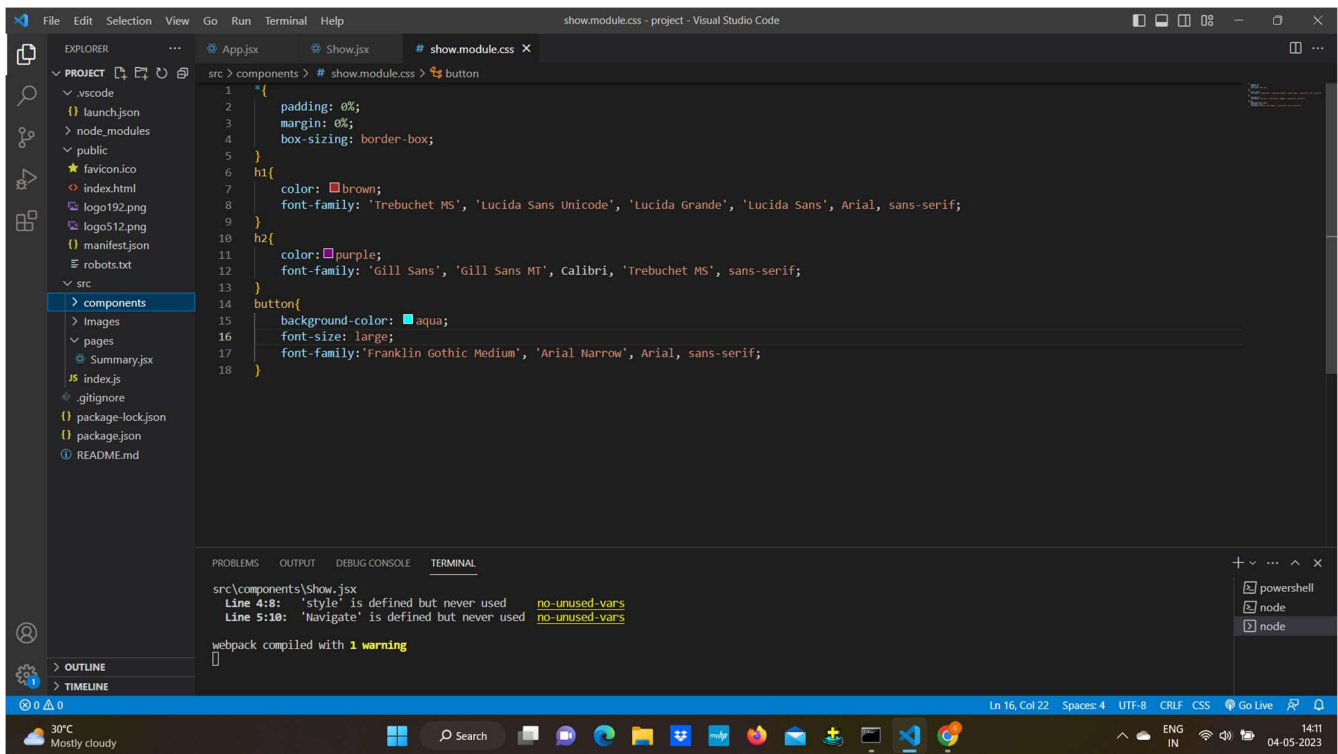 File Edit Selection View Go Run Terminal Help show.module.css - project - Visual Studio Code
EXPLORER
App.jsx Show.jsx # show.module.css
PROJECT
src > components > # show.module.css > button
.vscode
launch.json
node_modules
public
favicon.ico
index.html
logo192.png
logo512.png
manifest.json
robots.txt
src
components
Images
pages
Summary.jsx
JS index.js
.gitignore
package-lock.json
package.json
README.md
OUTLINE
TIMELINE
1 *{
2 padding: 0%;
3 margin: 0%;
4 box-sizing: border-box;
5 }
6 h1{
7 color: brown;
8 font-family: 'Trebuchet MS', 'Lucida Sans Unicode', 'Lucida Grande', 'Lucida Sans', Arial, sans-serif;
9 }
10 h2{
11 color: purple;
12 font-family: 'Gill Sans', 'Gill Sans MT', Calibri, 'Trebuchet MS', sans-serif;
13 }
14 button{
15 background-color: aqua;
16 font-size: large;
17 font-family:'Franklin Gothic Medium', 'Arial Narrow', Arial, sans-serif;
18 }
PROBLEMS OUTPUT DEBUG CONSOLE TERMINAL
src\components\Show.jsx
Line 4:8: 'style' is defined but never used no-unused-vars
Line 5:10: 'Navigate' is defined but never used no-unused-vars
webpack compiled with 1 warning
powershell
node
node
1
0 0 Ln 16, Col 22 Spaces: 4 UTF-8 CRLF CSS Go Live
30°C
Mostly cloudy
Search
myhp
ENG
IN
14:11
04-05-2023